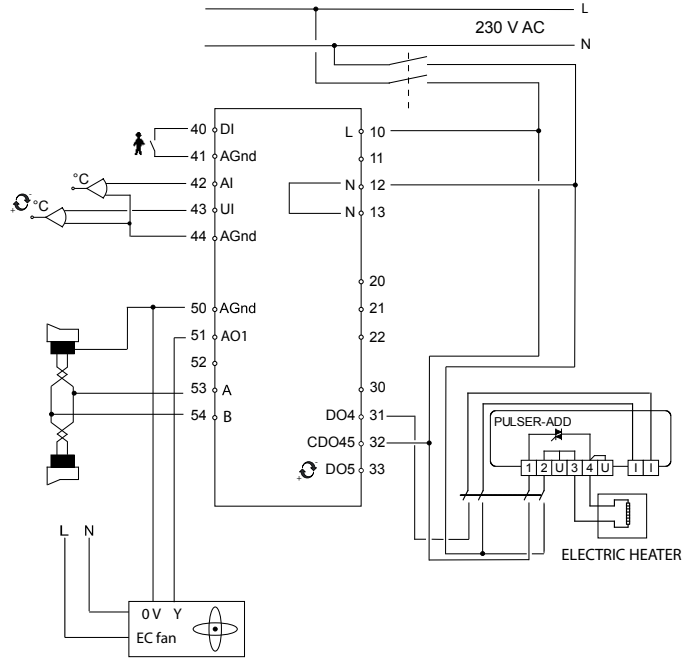 L
230 V AC
N
40 DI
L 10
41 AGnd
11
°C
42 AI
N 12
°C
43 UI
N 13
+ -
44 AGnd
20
50 AGnd
21
51 AO1
22
52
53 A
30
54 B
DO4 31
PULSER-ADD
CDO45 32
1 2 U 3 4 U I I
+ -
DO5 33
L N
ELECTRIC HEATER
0 V Y
EC fan